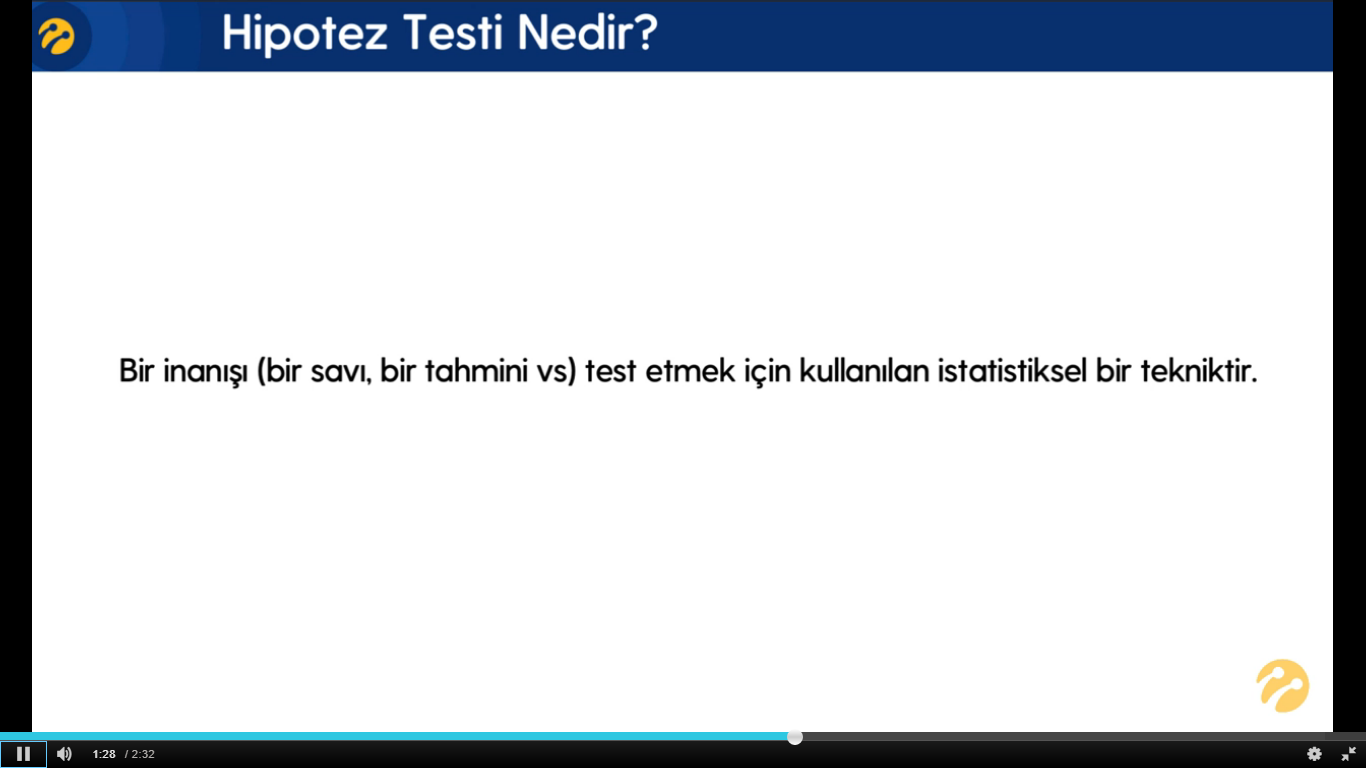 Hipotez Testi Nedir?
Bir inanışı (bir savı, bir tahmini vs) test etmek için kullanılan istatistiksel bir tekniktir.
1:28 / 2:32